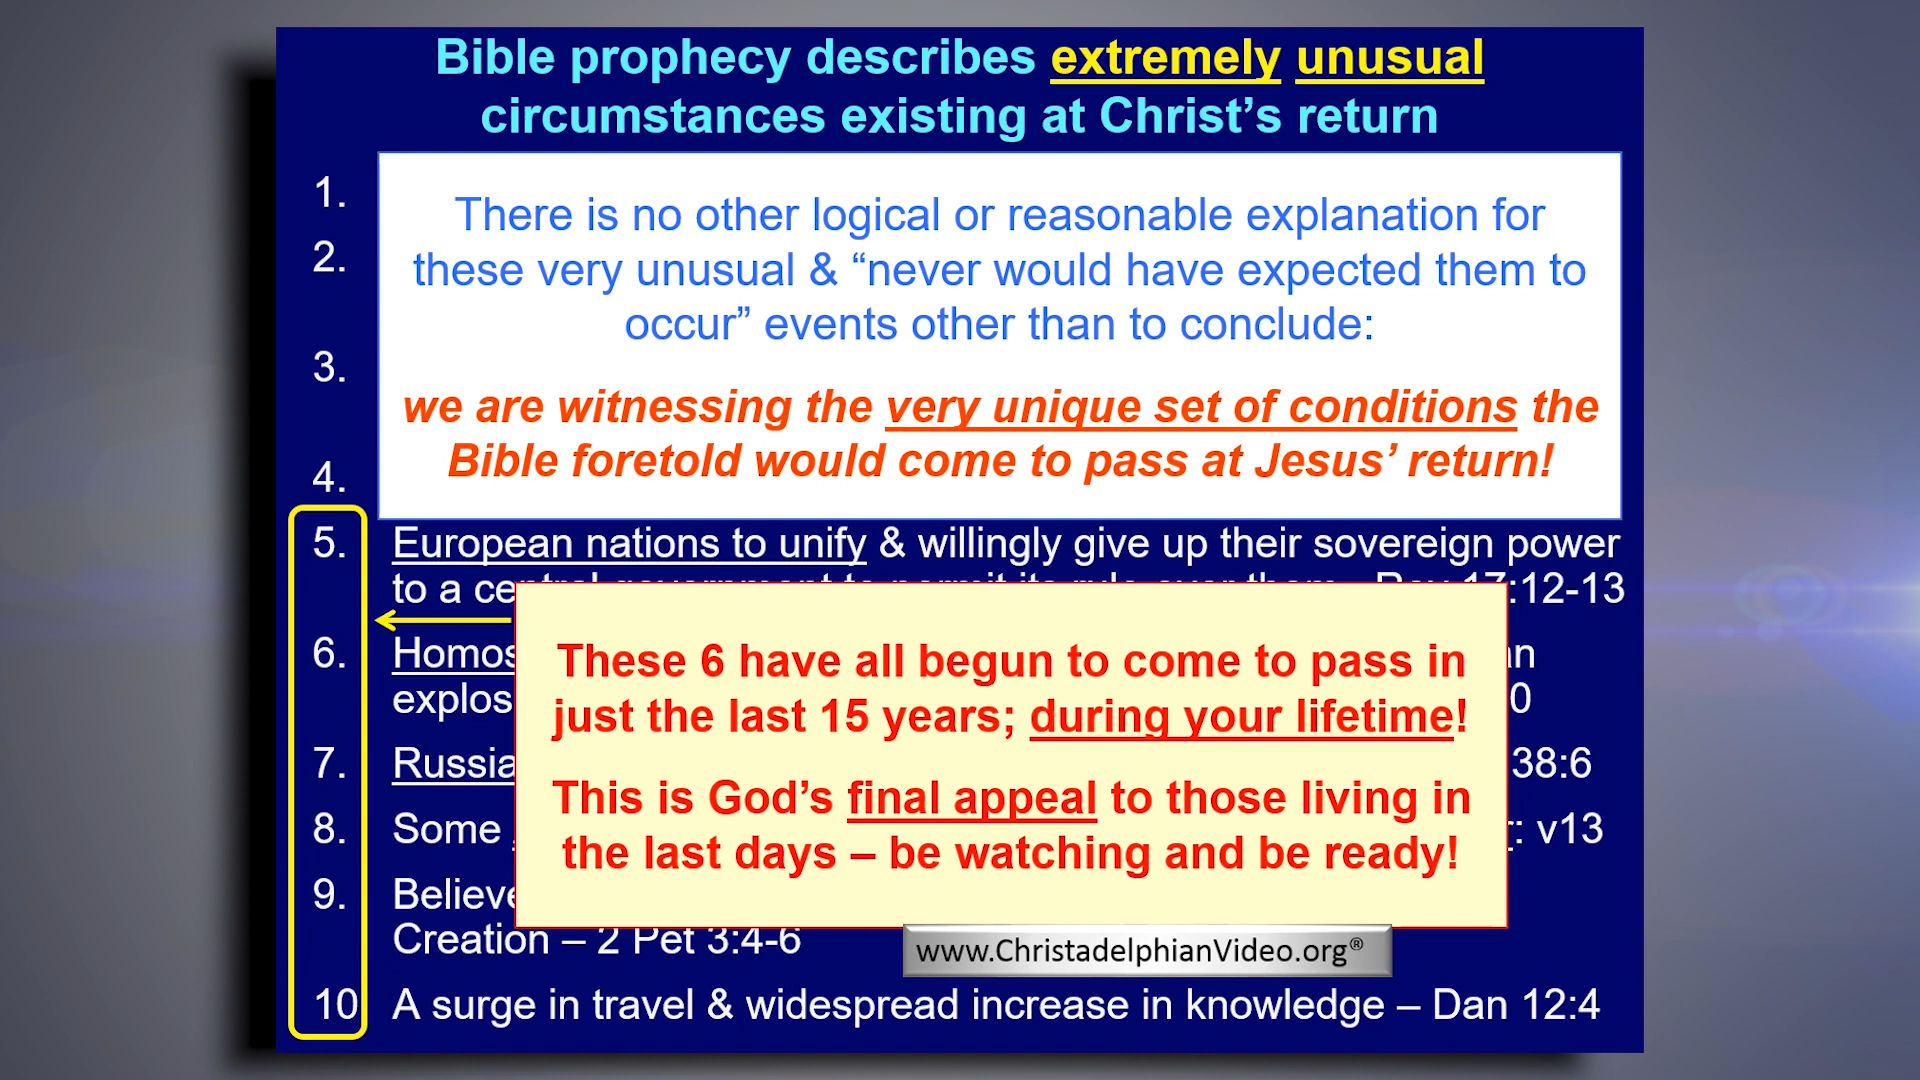 Bible prophecy describes extremely unusual
circumstances existing at Christ’s return
1.
There is no other logical or reasonable explanation for
2.
these very unusual & “never would have expected them to
occur” events other than to conclude:
3.
we are witnessing the very unique set of conditions the
Bible foretold would come to pass at Jesus’ return!
4.
5. European nations to unify & willingly give up their sovereign power
to a :12-13
6.
These 6 have all begun to come to pass in
just the last 15 years; during your lifetime!
7. Russia 38:6
This is God’s final appeal to those living in
8. Some : v13
the last days – be watching and be ready!
9.
Creation – 2 Pet 3:4-6
www.ChristadelphianVideo.org®
10 A surge in travel & widespread increase in knowledge – Dan 12:4